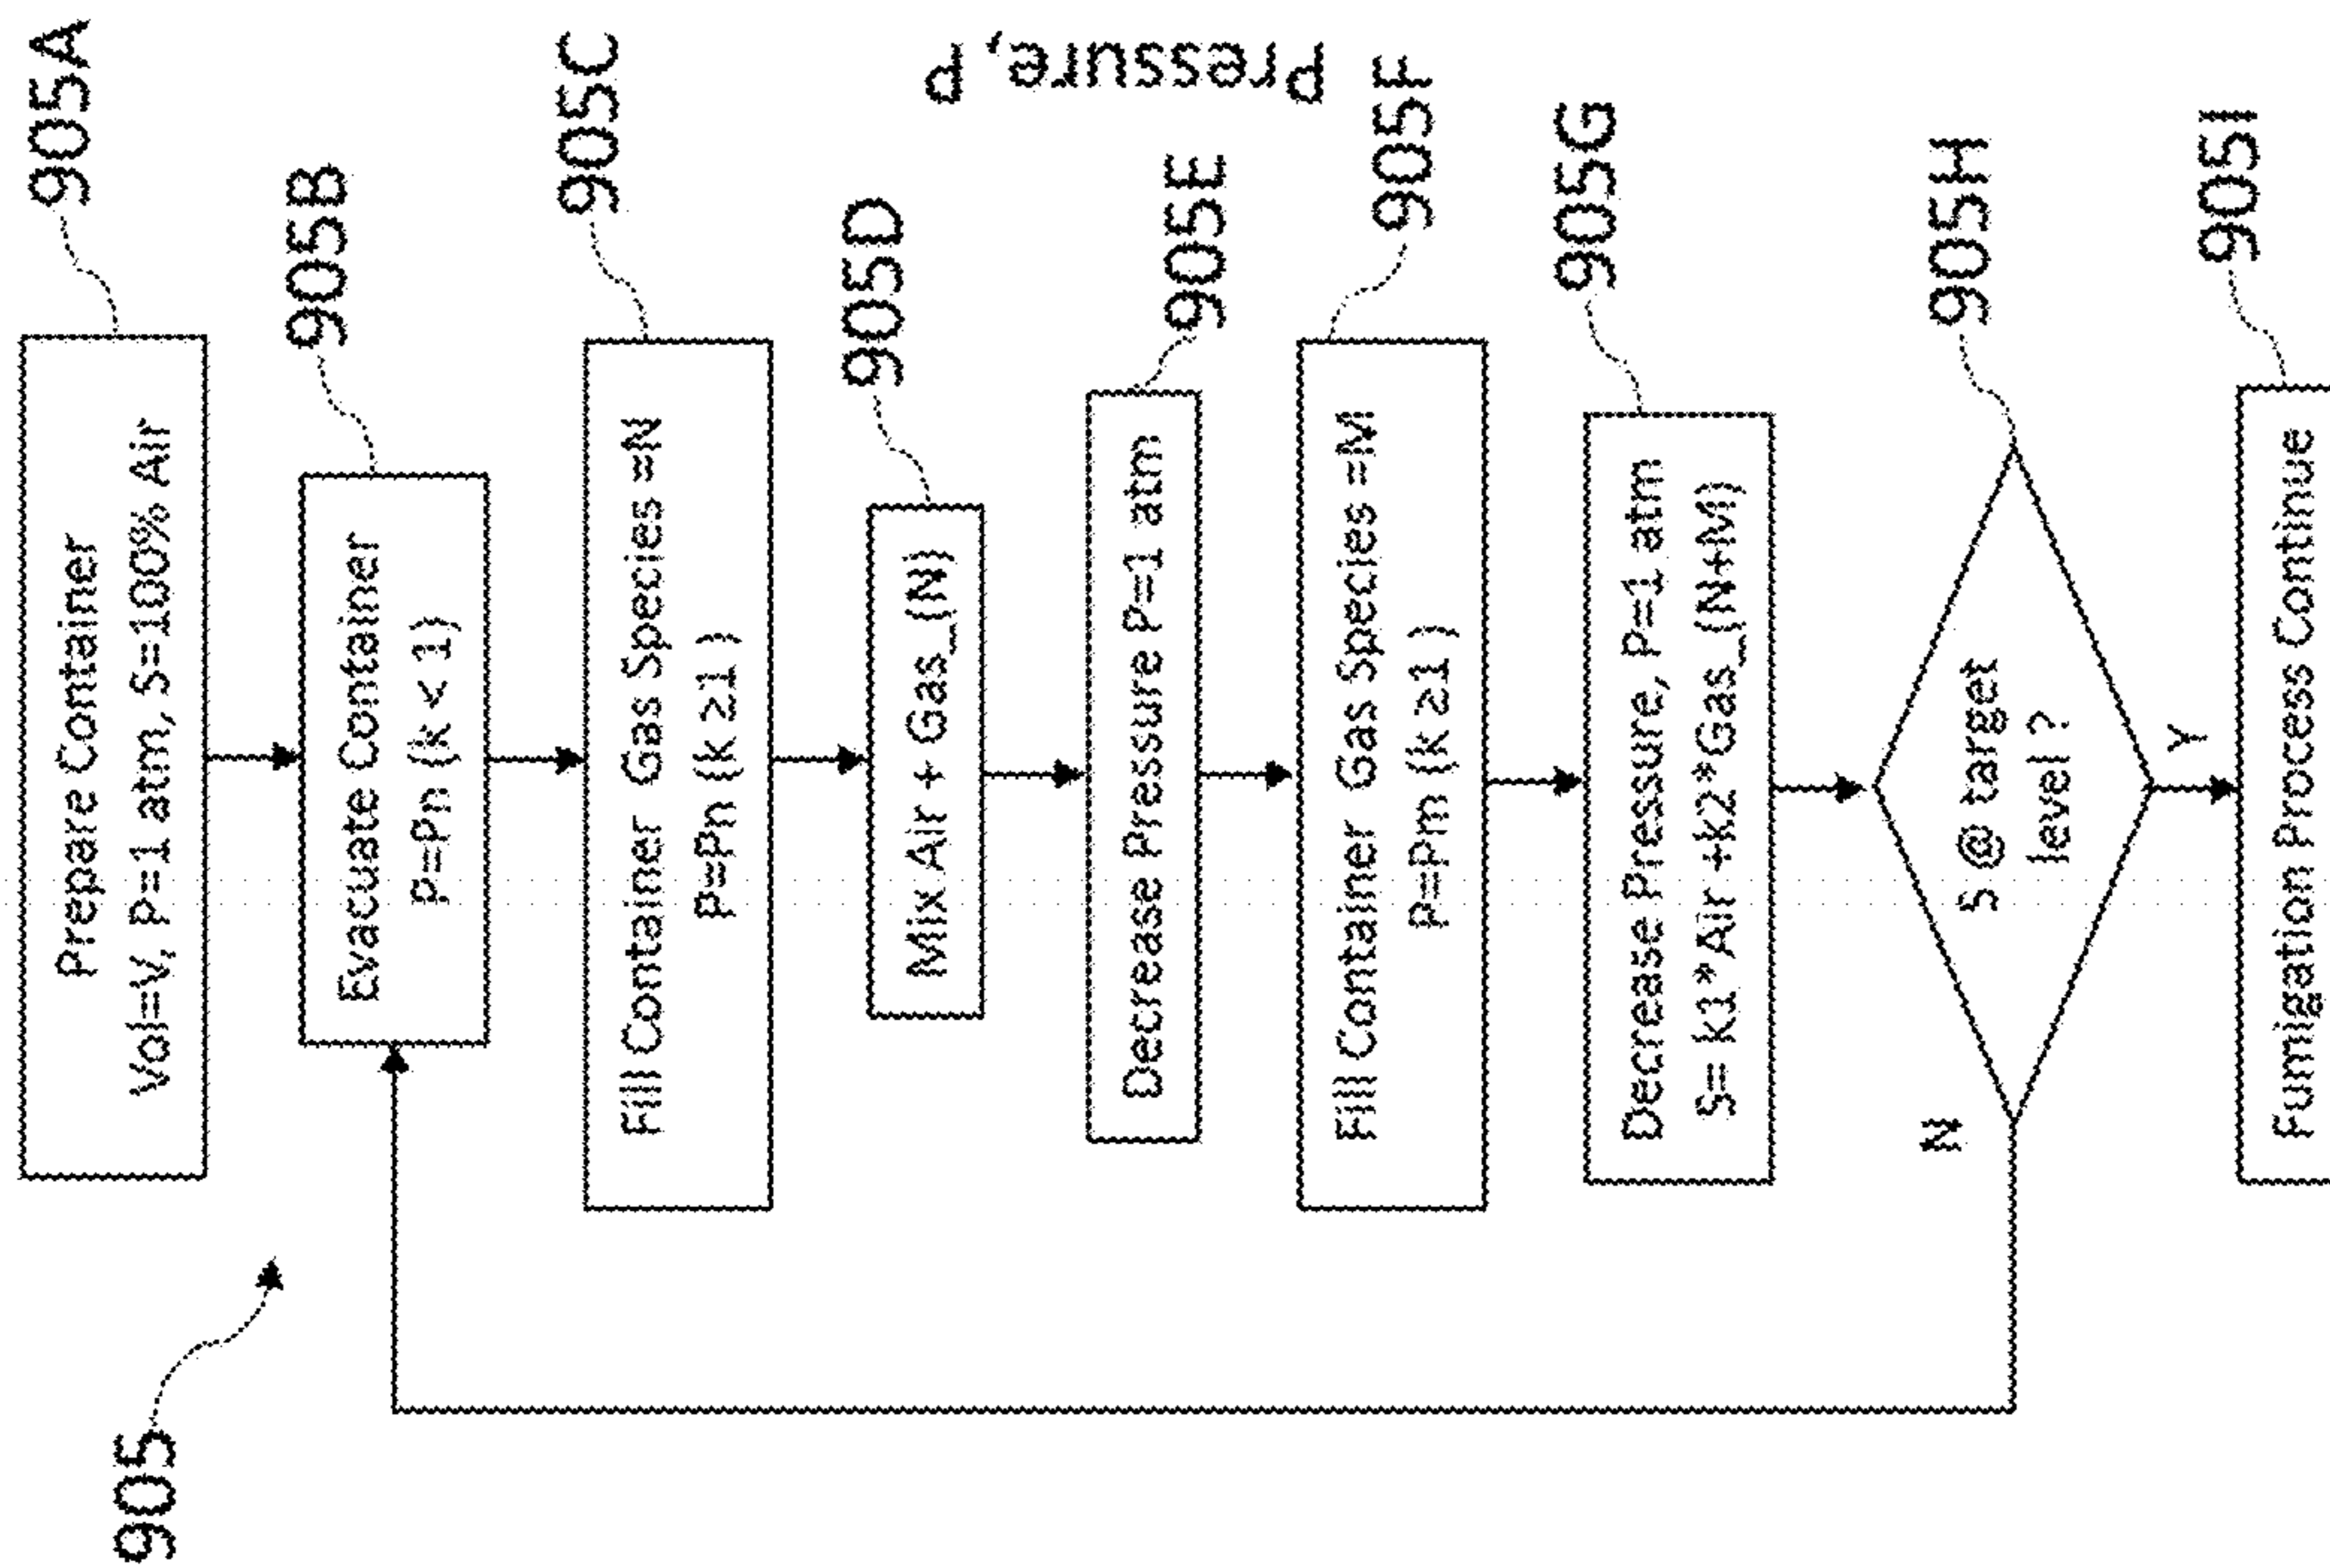 905
Prepare Container
Vol=V, P=1 atm, S=100% Air
905A
Evacuate Container
P=Pn (k < 1)
905B
Fill Container Gas Species =N
P=Pn (k ≥1 )
905C
Mix Air + Gas_(N)
905D
Decrease Pressure P=1 atm
905E
Fill Container Gas Species =M
P=Pm (k ≥1 )
905F
Decrease Pressure, P=1 atm
S= k1*Air +k2*Gas_(N+M)
905G
S @ target
level ?
905H
N
Y
Fumigation Process Continue
905I
Pressure, P